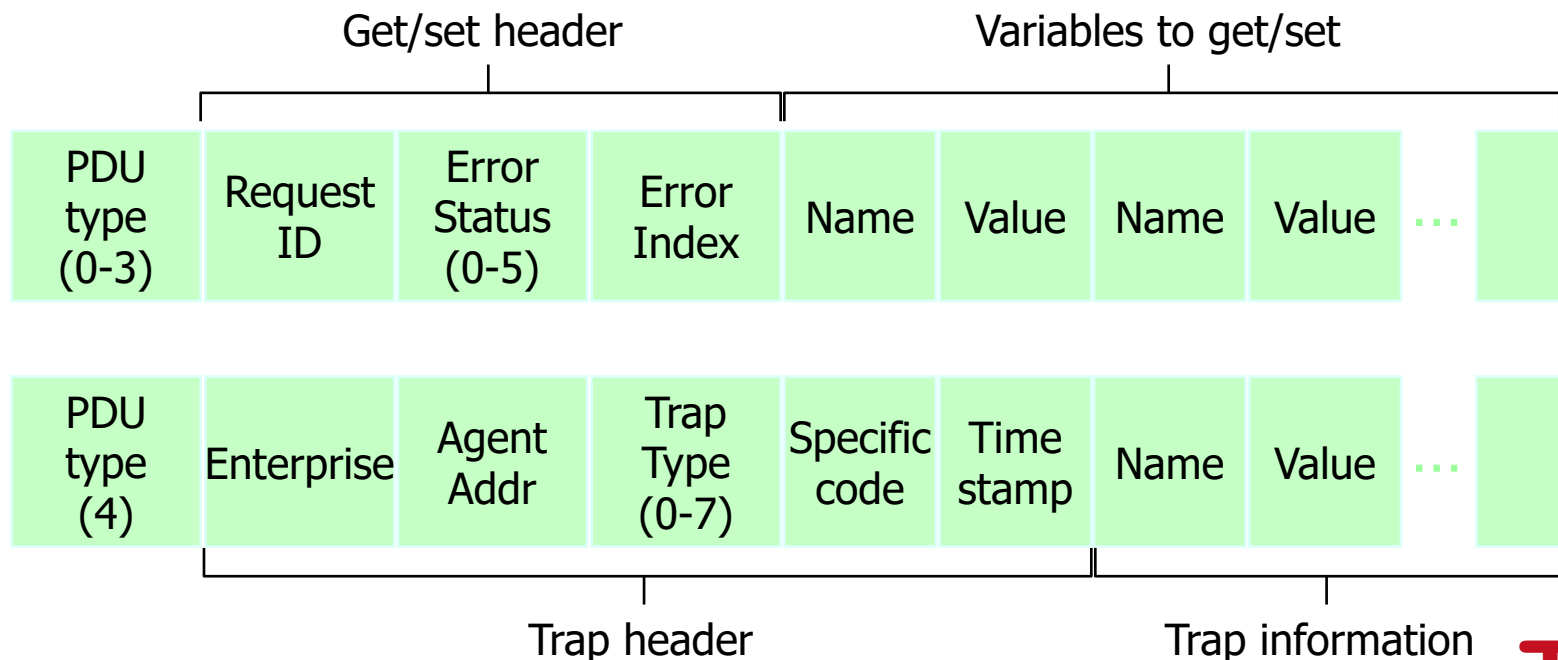 Get/set header
Variables to get/set
PDU
type
(0-3)
Request
ID
Error
Status
(0-5)
Error
Index
Name
Value
Name
Value
...
PDU
type
(4)
Enterprise
Agent
Addr
Trap
Type
(0-7)
Specific
code
Time
stamp
Name
Value
...
Trap header
Trap information